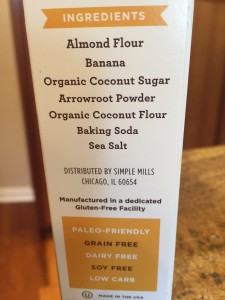 INGREDIENTS
Almond Flour
Banana
Organic Coconut Sugar
Arrowroot Powder
Organic Coconut Flour
Baking Soda
Sea Salt
DISTRIBUTED BY SIMPLE MILLS
CHICAGO, IL 60654
Manufactured in a dedicated
Gluten-Free Facility
PALEO-FRIENDLY
GRAIN FREE
DAIRY FREE
SOY FREE
LOW CARB
U MADE IN THE USA